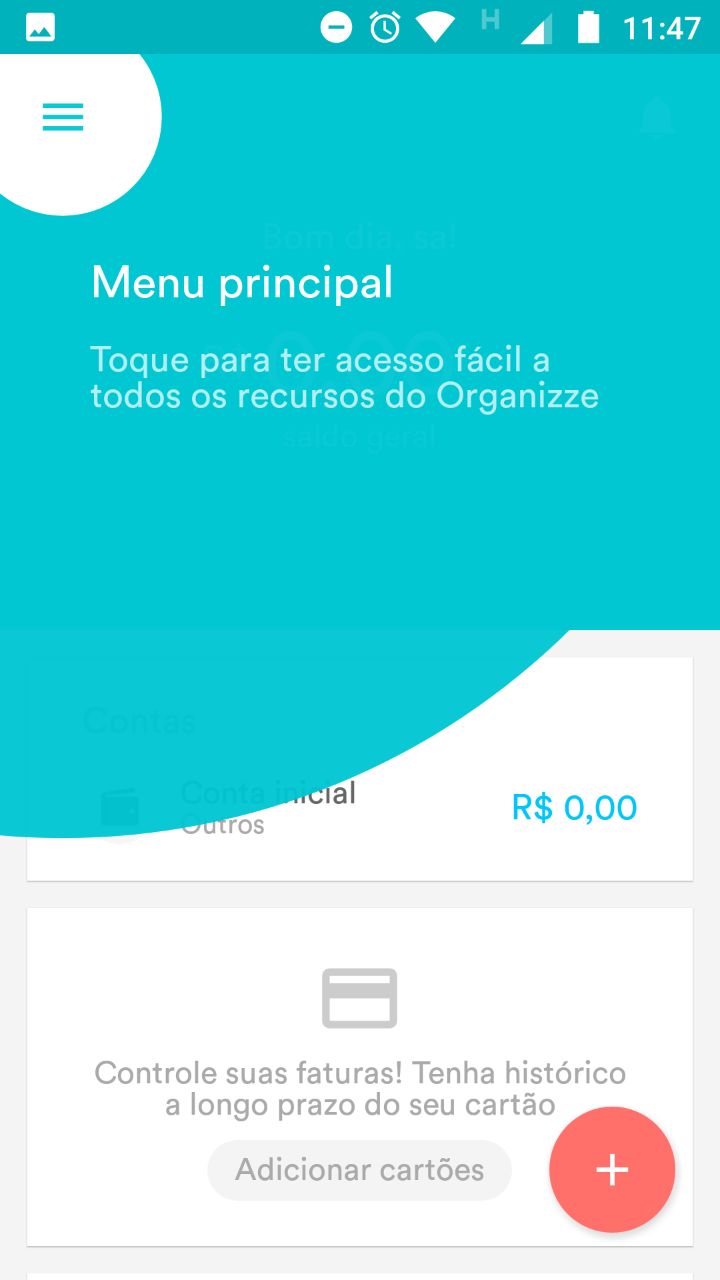 H
11:47
Bom dia, sa!
Menu principal
Toque para ter acesso fácil a
todos os recursos do Organizze
saldo geral
Contas
Conta inicial
Outros
R$ 0,00
Controle suas faturas! Tenha histórico
a longo prazo do seu cartão
Adicionar cartões